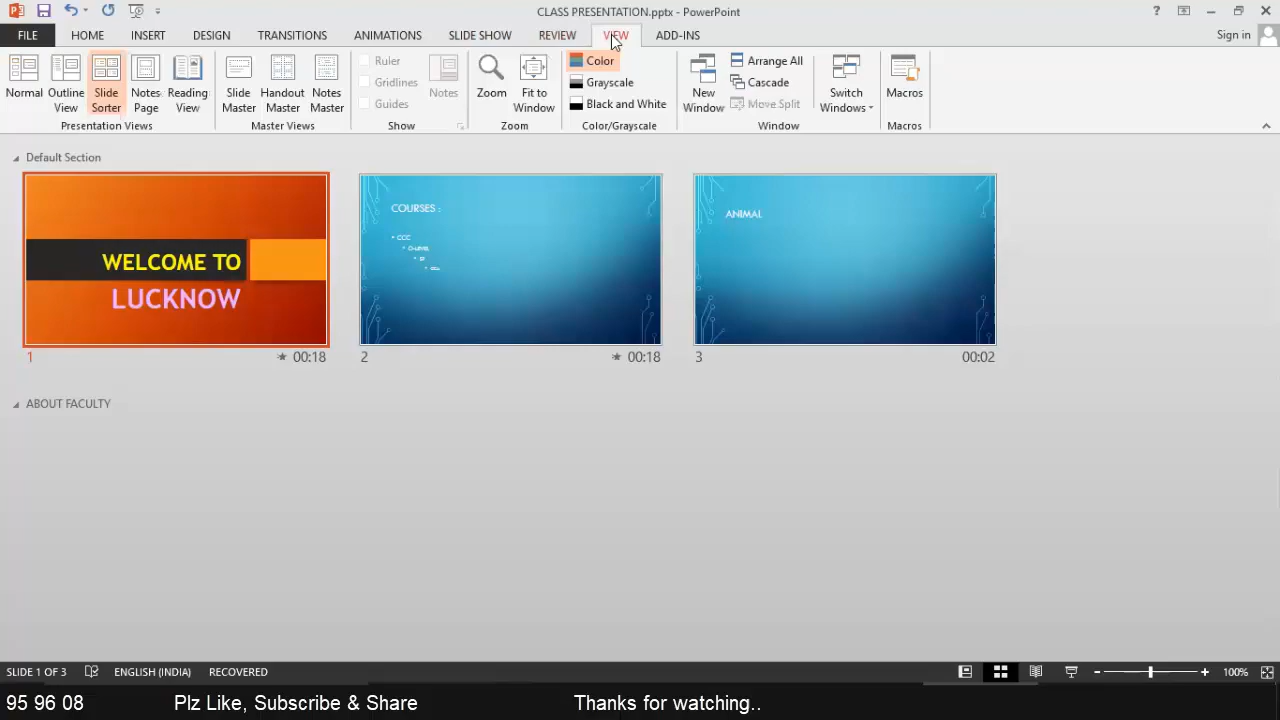 CLASS PRESENTATION.pptx - PowerPoint
FILE HOME INSERT DESIGN TRANSITIONS ANIMATIONS SLIDE SHOW REVIEW VIEW ADD-INS Sign in
Normal
Outline View
Slide Sorter
Notes Page
Reading View
Presentation Views
Slide Master
Handout Master
Notes Master
Master Views
Ruler
Gridlines
Guides
Notes
Show
Zoom
Fit to Window
Zoom
Color
Grayscale
Black and White
Color/Grayscale
New Window
Arrange All
Cascade
Move Split
Window
Switch Windows
Macros
Macros
Default Section
WELCOME TO
LUCKNOW
1 00:18
COURSES :
• CCC
2 00:18
ANIMAL
3 00:02
ABOUT FACULTY
SLIDE 1 OF 3 ENGLISH (INDIA) RECOVERED 100%
95 96 08 Plz Like, Subscribe & Share Thanks for watching..